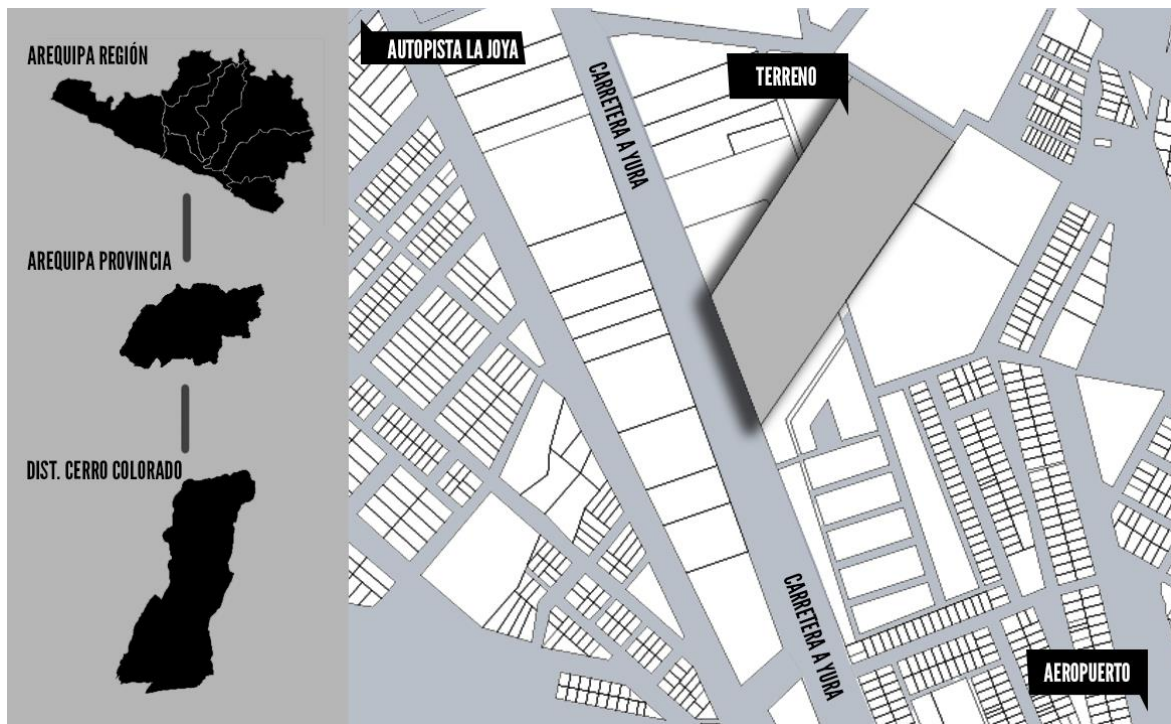 AREQUIPA REGIÓN
AREQUIPA PROVINCIA
DIST. CERRO COLORADO
AUTOPISTA LA JOYA
CARRETERA A YURA
TERRENO
CARRETERA A YURA
AEROPUERTO